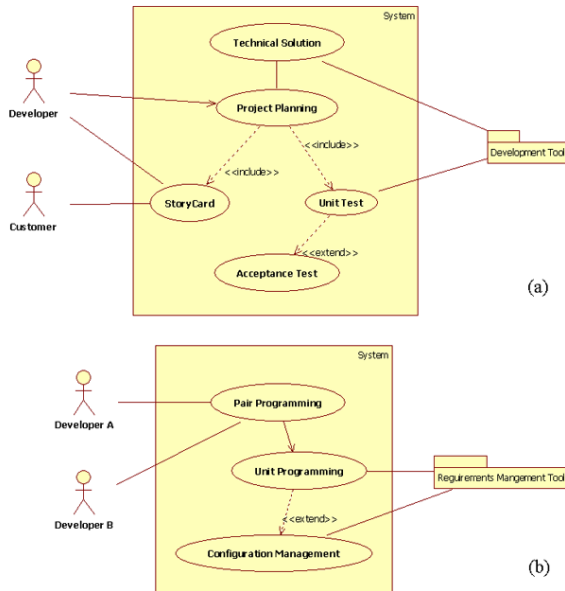 System
Technical Solution
Developer
Project Planning
Development Tool
<<include>>
<<include>>
StoryCard
Unit Test
Customer
<<extend>>
Acceptance Test
(a)
System
Pair Programming
Developer A
Unit Programming
Requirements Mangement Tool
Developer B
<<extend>>
Configuration Management
(b)